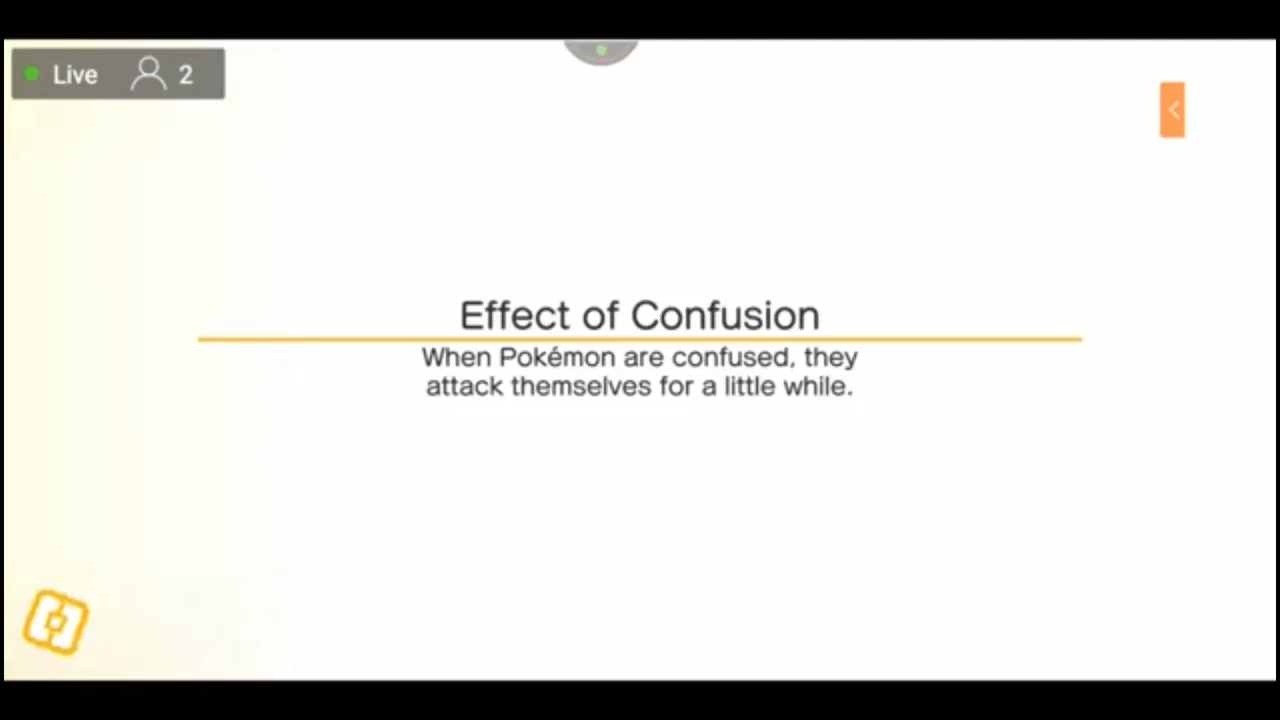 Live 2
Effect of Confusion
When Pokémon are confused, they
attack themselves for a little while.